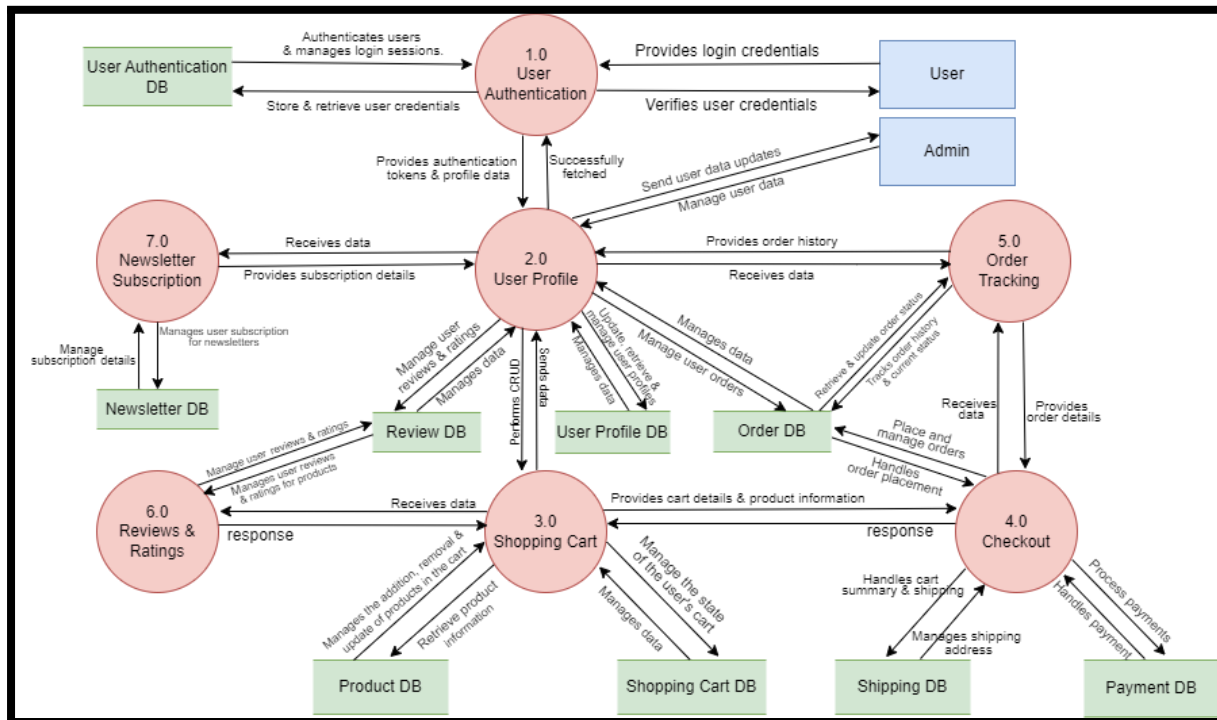 Authenticates users
& manages login sessions.
User Authentication
DB
Store & retrieve user credentials
1.0
User
Authentication
Provides login credentials
Verifies user credentials
User
Admin
Provides authentication
tokens & profile data
Successfully
fetched
Send user data updates
Manage user data
7.0
Newsletter
Subscription
Receives data
Provides subscription details
2.0
User Profile
Provides order history
Receives data
5.0
Order
Tracking
Manage
subscription details
Manages user subscription
for newsletters
Newsletter DB
Manage user
reviews & ratings
Manages data
Review DB
Performs CRUD
Sends
data
Update, retrieve &
manage user profiles
Manages data
User Profile DB
Manages data
Manage user orders
Order DB
Retrieve & update order status
Tracks order history
& current status
Receives
data
Provides
order details
Place and
manage orders
Handles
order placement
Manage user reviews & ratings
Manages user reviews
& ratings for products
6.0
Reviews &
Ratings
Receives data
response
3.0
Shopping Cart
Provides cart details & product information
response
4.0
Checkout
Manages the addition, removal &
update of products in the cart
Retrieve product
information
Product DB
Manage the state
of the user's cart
Manages data
Shopping Cart DB
Handles cart
summary & shipping
Manages shipping
address
Shipping DB
Process payments
Handles payment
Payment DB